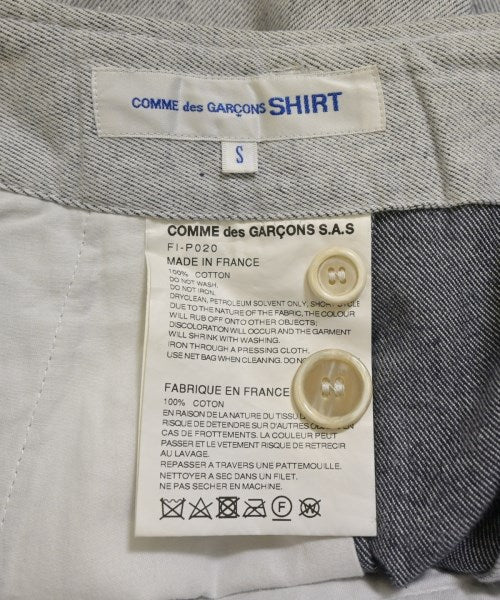 COMME des GARÇONS SHIRT
S
COMME des GARÇONS S.A.S
FI-P020
MADE IN FRANCE
100% COTTON
DO NOT WASH.
DO NOT IRON.
DRYCLEAN, PETROLEUM SOLVENT ONLY, SHORT CYCLE
DUE TO THE NATURE OF THE FABRIC, THE COLOUR
WILL RUB OFF ONTO OTHER OBJECTS;
DISCOLORATION WILL OCCUR AND THE GARMENT
WILL SHRINK WITH WASHING.
IRON THROUGH A PRESSING CLOTH.
USE NET BAG WHEN CLEANING. DO NO
FABRIQUE EN FRANCE
100% COTON
EN RAISON DE LA NATURE DU TISSU
RISQUE DE DETEINDRE SUR D'AUTRES
CAS DE FROTTEMENTS. LA COULEUR PEUT
PASSER ET LE VETEMENT RISQUE DE RETRECIR
AU LAVAGE.
REPASSER A TRAVERS UNE PATTEMOUILLE.
NETTOYER A SEC DANS UN FILET.
NE PAS SECHER EN MACHINE.
F
W